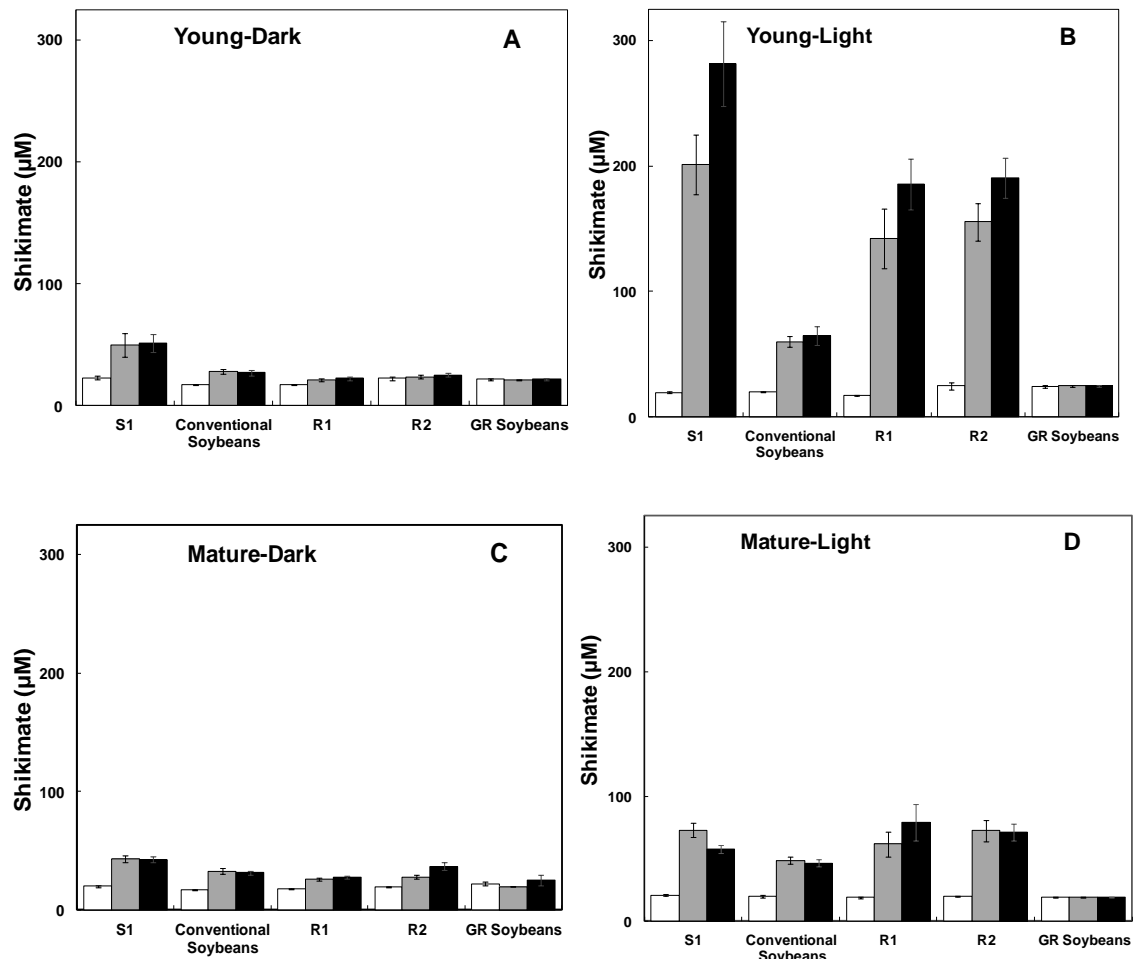 Young-Dark
A
300
200
100
0
Shikimate (µM)
S1
Conventional
Soybeans
R1
R2
GR Soybeans
Young-Light
B
300
200
100
0
Shikimate (µM)
S1
Conventional
Soybeans
R1
R2
GR Soybeans
Mature-Dark
C
300
200
100
0
Shikimate (µM)
S1
Conventional
Soybeans
R1
R2
GR Soybeans
Mature-Light
D
300
200
100
0
Shikimate (µM)
S1
Conventional
Soybeans
R1
R2
GR Soybeans